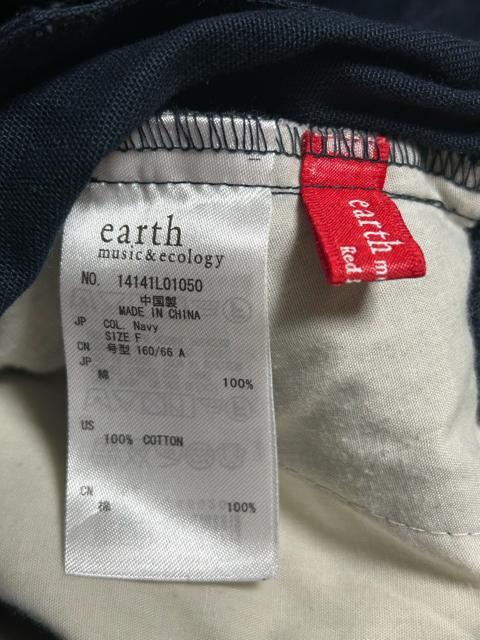 earth
music&ecology
NO. 14141L01050
中国製
MADE IN CHINA
JP COL. Navy
SIZE F
CN 号型 160/66 A
JP
綿 100%
US
100% COTTON
CN
棉 100%
earth mu
Red